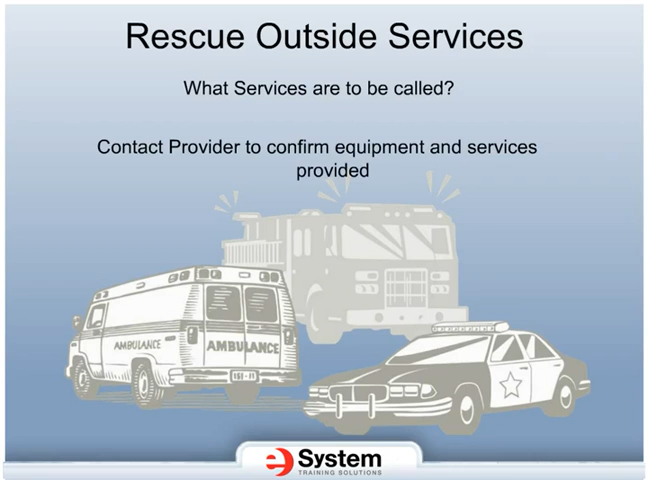 Rescue Outside Services
What Services are to be called?
Contact Provider to confirm equipment and services
provided
AMBULANCE
AMBULANCE
System
TRAINING SOLUTIONS